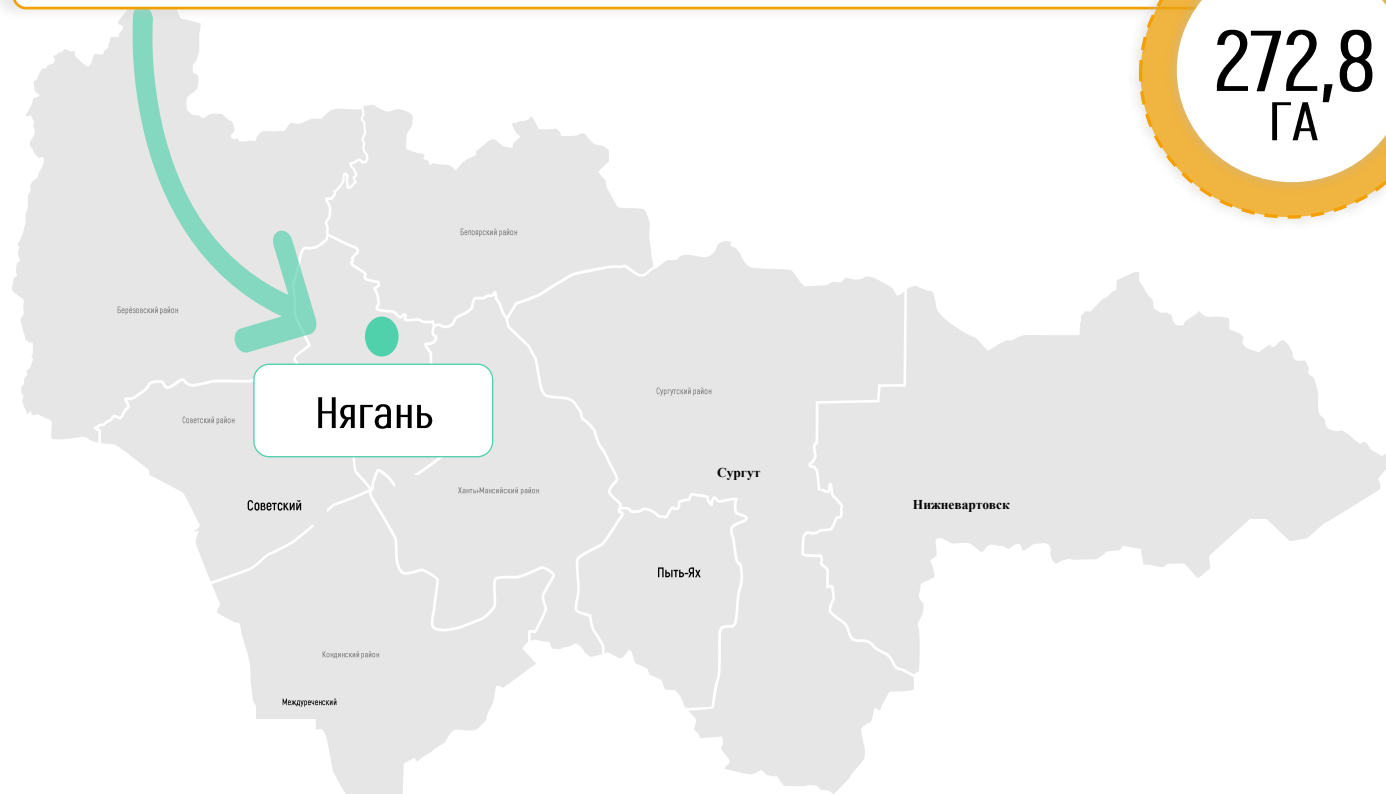 272,8
ГА
Белоярский район
Берёзовский район
Сургутский район
Нягань
Советский район
Сургут
Ханты-Мансийский район
Советский
Нижневартовск
Пыть-Ях
Кондинский район
Междуреченский